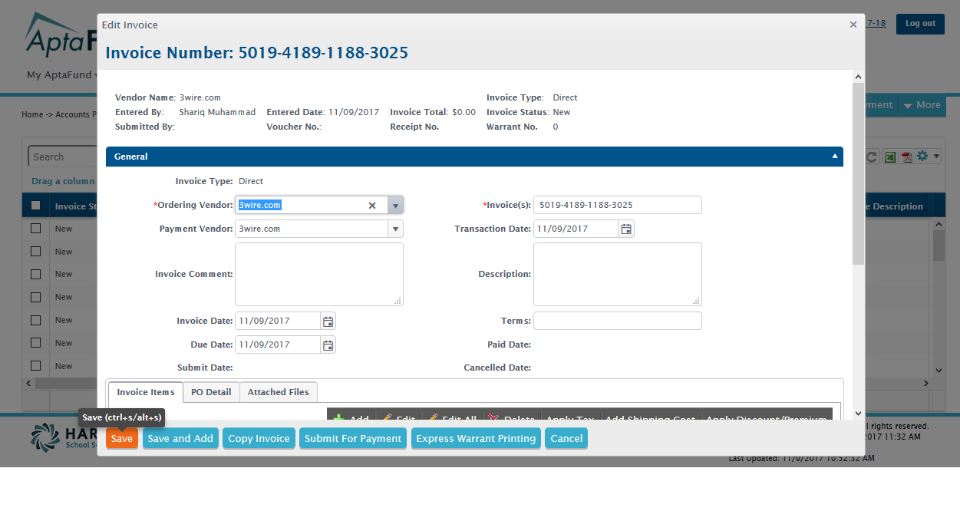 Edit Invoice
×
7-18
Log out
AptaF
Invoice Number: 5019-4189-1188-3025
My AptaFund
Vendor Name: 3wire.com
Invoice Type: Direct
Entered By: Shariq Muhammad Entered Date: 11/09/2017 Invoice Total: $0.00 Invoice Status: New
Submitted By: Voucher No.: Receipt No. Warrant No. 0
Home -> Accounts P
ment
More
General
Search
Invoice Type: Direct
Drag a column
*Ordering Vendor: 3wire.com
*Invoice(s): 5019-4189-1188-3025
Invoice St
e Description
Payment Vendor: 3wire.com
Transaction Date: 11/09/2017
New
New
New
New
New
New
New
Invoice Comment:
Description:
Invoice Date: 11/09/2017
Terms:
Due Date: 11/09/2017
Paid Date:
Submit Date:
Cancelled Date:
Invoice Items PO Detail Attached Files
Save (ctrl+s/alt+s)
Add Edit Edit All Delete Apply Tax Add Shipping Cost Apply Discount/Premium
HAR
School S
Save Save and Add Copy Invoice Submit For Payment Express Warrant Printing Cancel
l rights reserved.
017 11:32 AM
Last Updated: 11/9/2017 10:52:32 AM